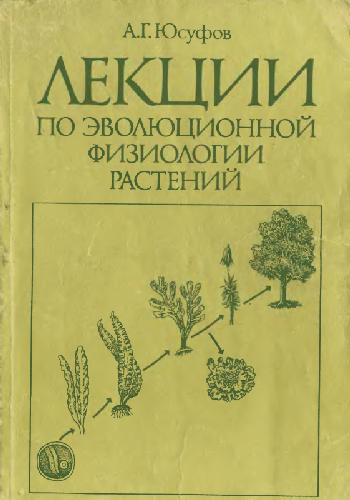 А.Г. Юсуфов
ЛЕКЦИИ
ПО ЭВОЛЮЦИОННОЙ
ФИЗИОЛОГИИ
РАСТЕНИЙ